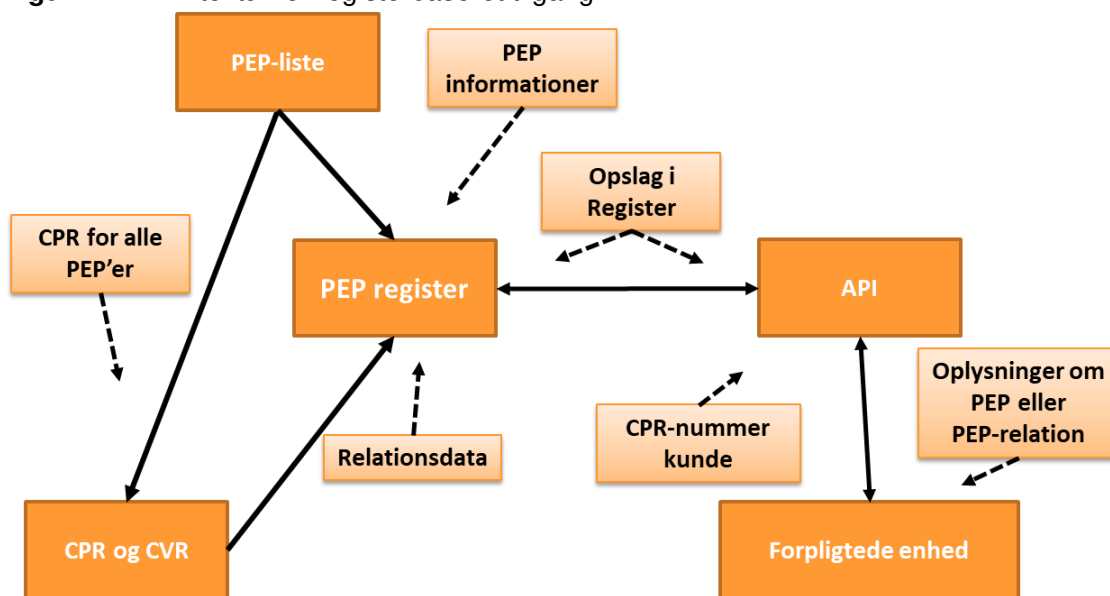 PEP-liste
PEP
informationer
Opslag i
Register
CPR for alle
PEP’er
PEP register
API
Oplysninger om
PEP eller
PEP-relation
CPR-nummer
kunde
Relationsdata
CPR og CVR
Forpligtede enhed